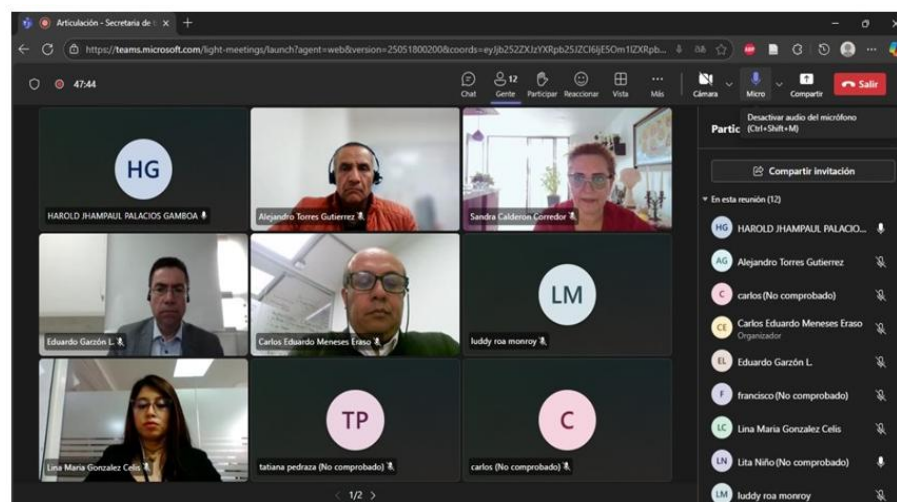 Articulación - Secretaria de t
https://teams.microsoft.com/light-meetings/launch?agent=web&version=25051800200&coords=eyJjb252ZXJzYXRpb25JZCI6IjE5Om1lZXRpb...
47:44
Chat
12
Gente
Participar
Reaccionar
Vista
Más
Cámara
Micro
Compartir
Salir
Desactivar audio del micrófono
(Ctrl+Shift+M)
Partic
Compartir invitación
En esta reunión (12)
HG
HAROLD JHAMPAUL PALACIOS GAMBOA
Alejandro Torres Gutierrez
Sandra Calderon Corredor
Eduardo Garzón L.
Carlos Eduardo Meneses Eraso
LM
luddy roa monroy
Lina Maria Gonzalez Celis
TP
tatiana pedraza (No comprobado)
C
carlos (No comprobado)
1/2
HG HAROLD JHAMPAUL PALACIO...
AG Alejandro Torres Gutierrez
C carlos (No comprobado)
CE Carlos Eduardo Meneses Eraso
Organizador
EL Eduardo Garzón L.
F francisco (No comprobado)
LC Lina Maria Gonzalez Celis
LN Lita Niño (No comprobado)
LM luddy roa monroy